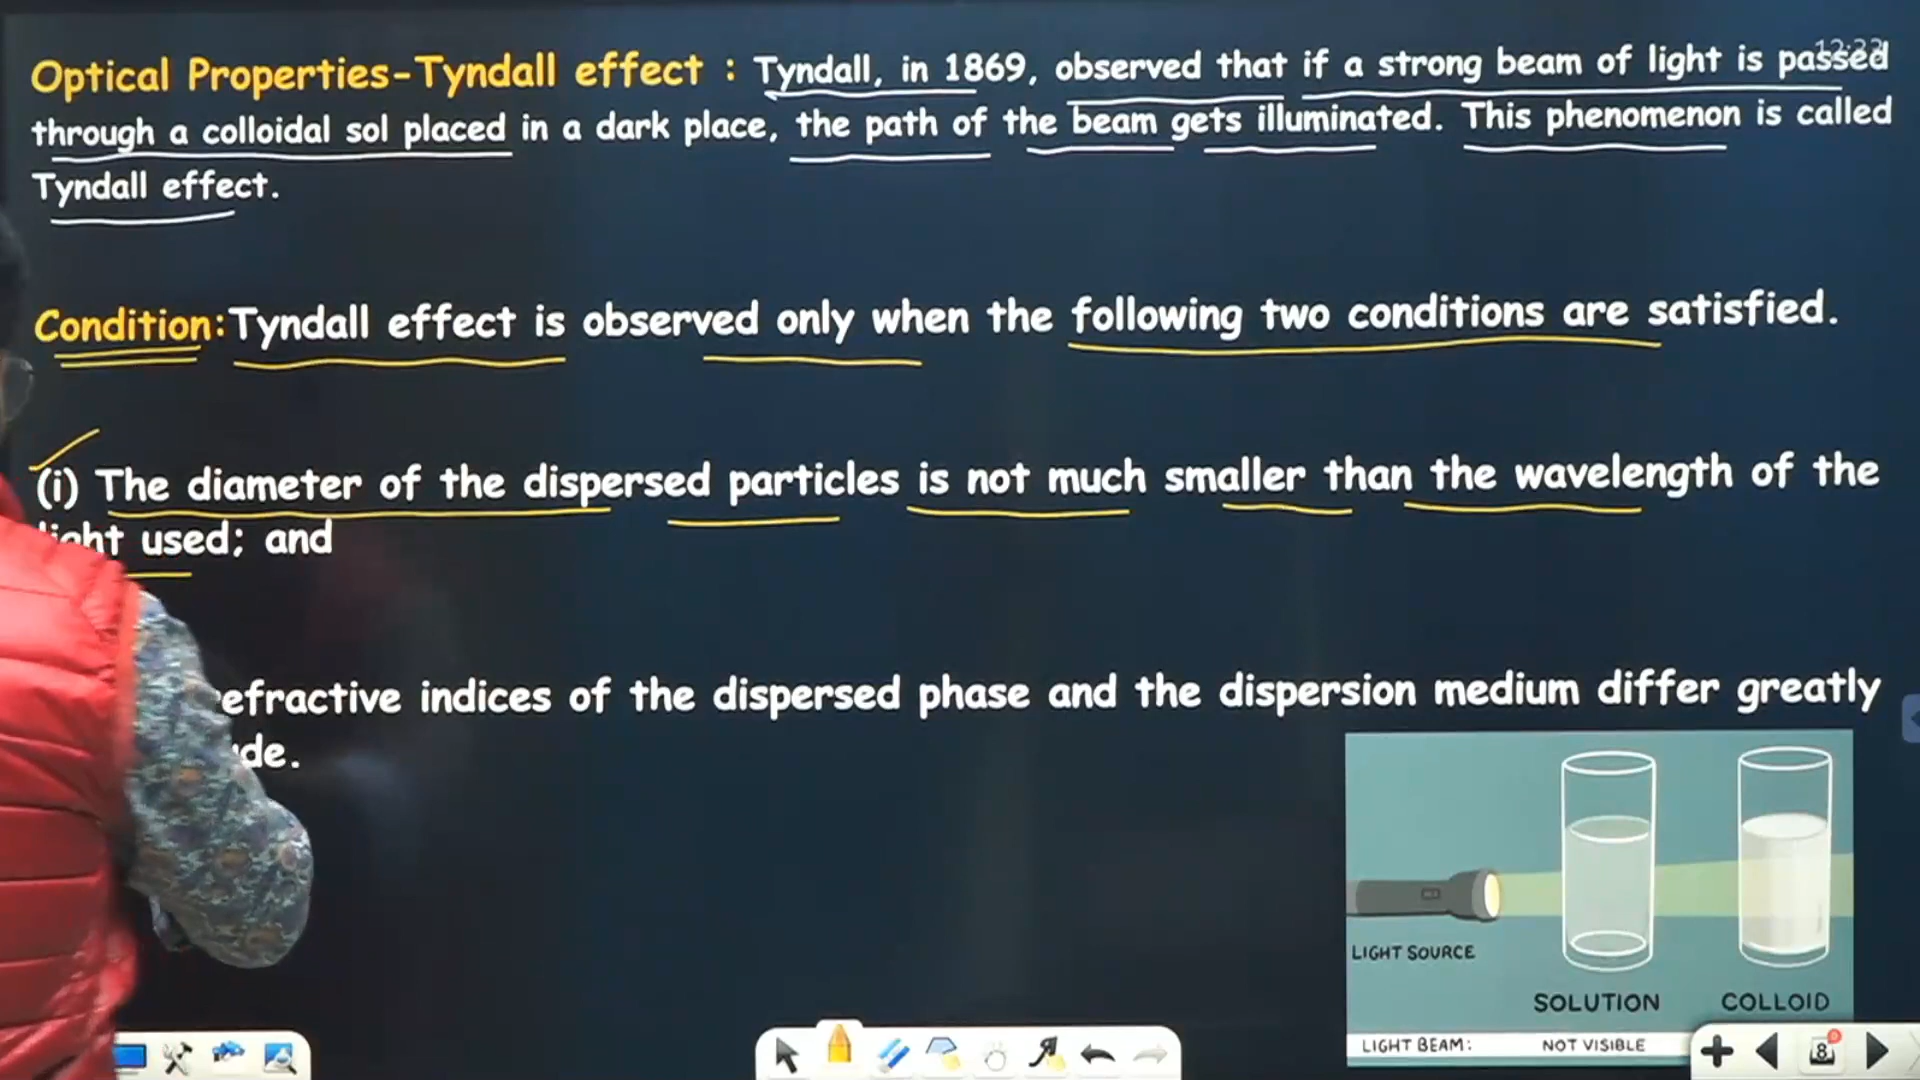 Optical Properties-Tyndall effect : Tyndall, in 1869, observed that if a strong beam of light is passed
through a colloidal sol placed in a dark place, the path of the beam gets illuminated. This phenomenon is called
Tyndall effect.
Condition:Tyndall effect is observed only when the following two conditions are satisfied.
(i) The diameter of the dispersed particles is not much smaller than the wavelength of the
light used; and
refractive indices of the dispersed phase and the dispersion medium differ greatly
LIGHT SOURCE
SOLUTION COLLOID
LIGHT BEAM: NOT VISIBLE
8